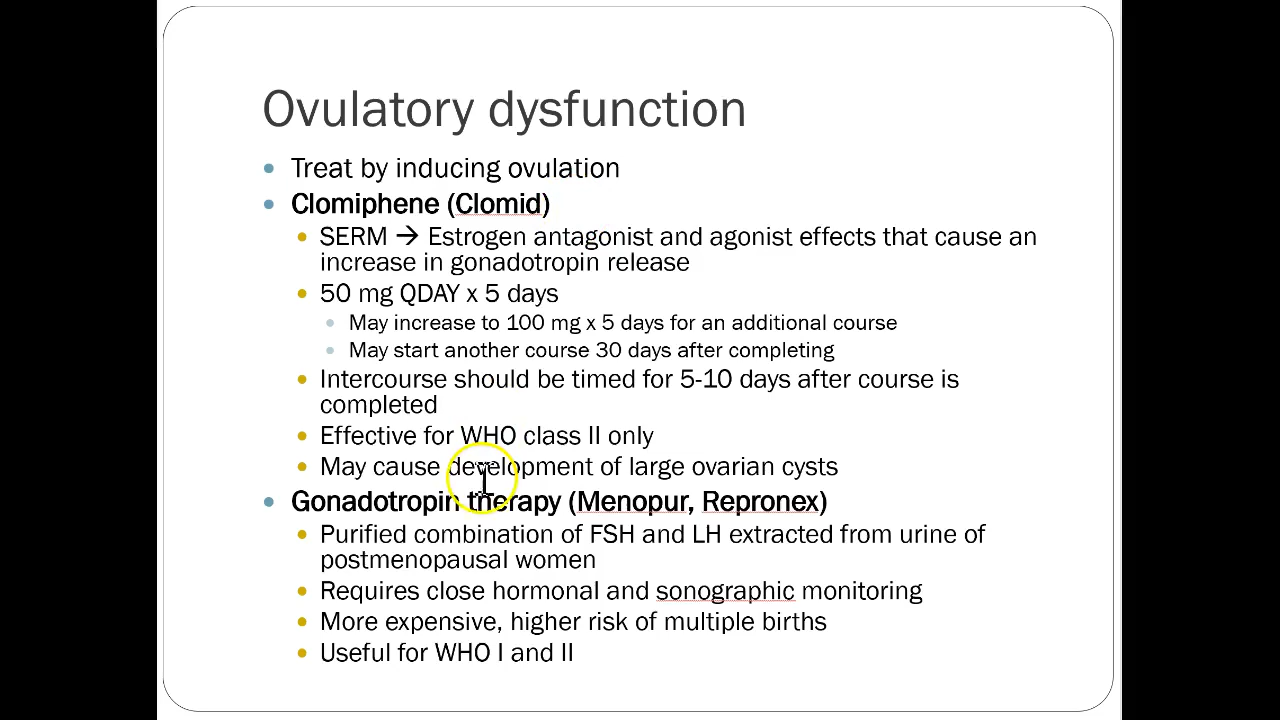 Ovulatory dysfunction
• Treat by inducing ovulation
• Clomiphene (Clomid)
• SERM → Estrogen antagonist and agonist effects that cause an
increase in gonadotropin release
• 50 mg QDAY x 5 days
• May increase to 100 mg x 5 days for an additional course
• May start another course 30 days after completing
• Intercourse should be timed for 5-10 days after course is
completed
• Effective for WHO class II only
• May cause development of large ovarian cysts
• Gonadotropin therapy (Menopur, Repronex)
• Purified combination of FSH and LH extracted from urine of
postmenopausal women
• Requires close hormonal and sonographic monitoring
• More expensive, higher risk of multiple births
• Useful for WHO I and II